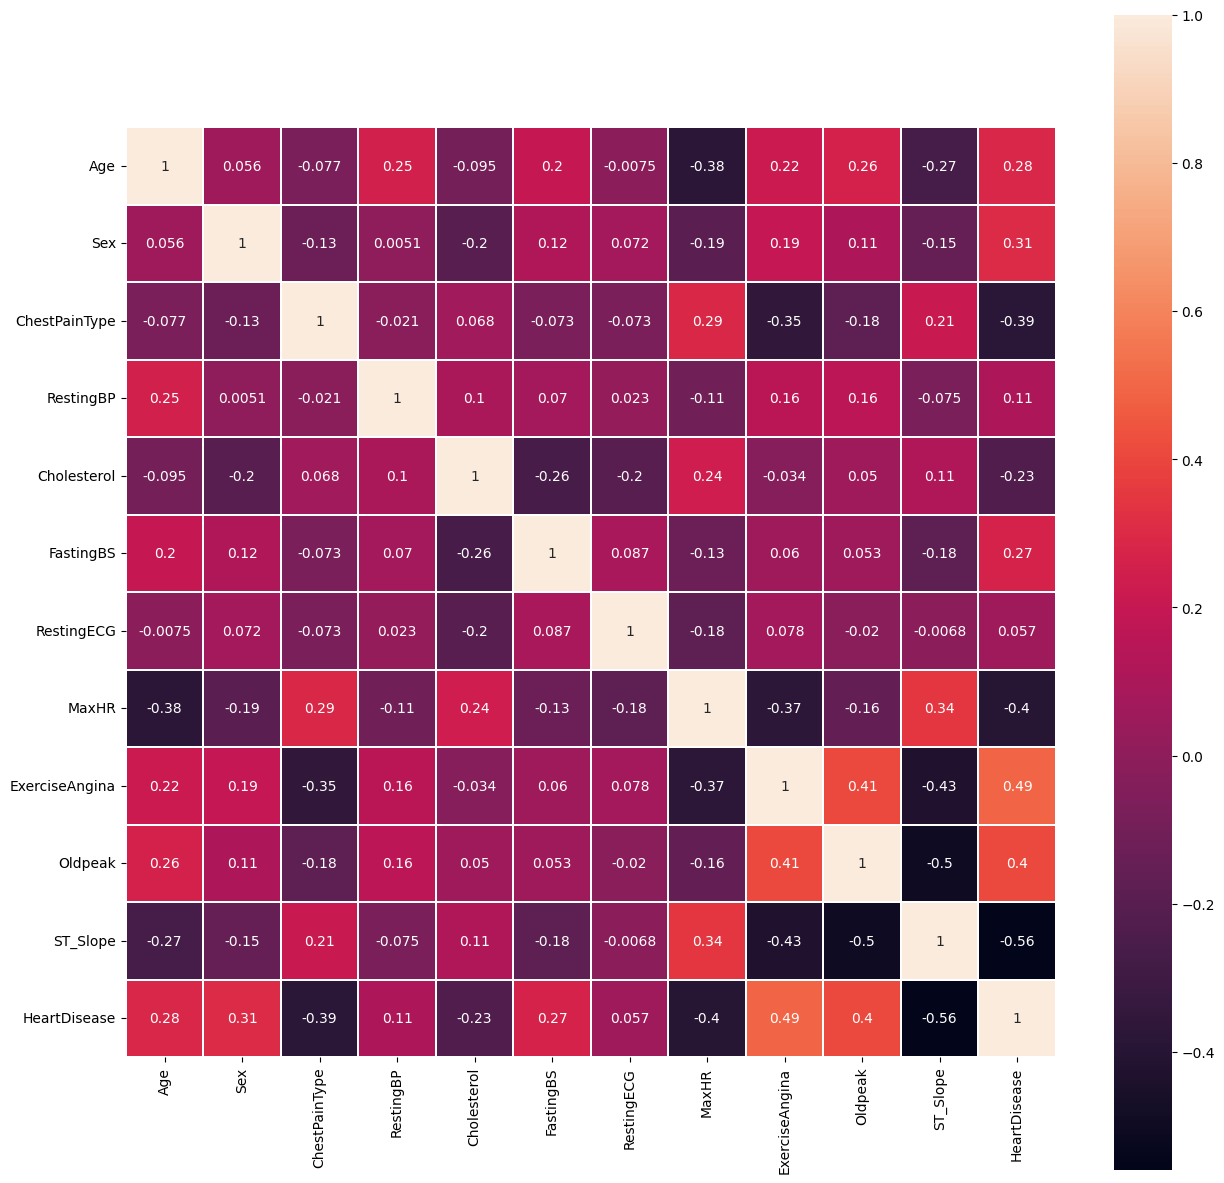 1.0
Age 1 0.056 -0.077 0.25 -0.095 0.2 -0.0075 -0.38 0.22 0.26 -0.27 0.28
0.8
Sex 0.056 1 -0.13 0.0051 -0.2 0.12 0.072 -0.19 0.19 0.11 -0.15 0.31
ChestPainType -0.077 -0.13 1 -0.021 0.068 -0.073 -0.073 0.29 -0.35 -0.18 0.21 -0.39
0.6
RestingBP 0.25 0.0051 -0.021 1 0.1 0.07 0.023 -0.11 0.16 0.16 -0.075 0.11
0.4
Cholesterol -0.095 -0.2 0.068 0.1 1 -0.26 -0.2 0.24 -0.034 0.05 0.11 -0.23
FastingBS 0.2 0.12 -0.073 0.07 -0.26 1 0.087 -0.13 0.06 0.053 -0.18 0.27
0.2
RestingECG -0.0075 0.072 -0.073 0.023 -0.2 0.087 1 -0.18 0.078 -0.02 -0.0068 0.057
MaxHR -0.38 -0.19 0.29 -0.11 0.24 -0.13 -0.18 1 -0.37 -0.16 0.34 -0.4
0.0
ExerciseAngina 0.22 0.19 -0.35 0.16 -0.034 0.06 0.078 -0.37 1 0.41 -0.43 0.49
Oldpeak 0.26 0.11 -0.18 0.16 0.05 0.053 -0.02 -0.16 0.41 1 -0.5 0.4
−0.2
ST_Slope -0.27 -0.15 0.21 -0.075 0.11 -0.18 -0.0068 0.34 -0.43 -0.5 1 -0.56
HeartDisease 0.28 0.31 -0.39 0.11 -0.23 0.27 0.057 -0.4 0.49 0.4 -0.56 1
−0.4
Age
Sex
ChestPainType
RestingBP
Cholesterol
FastingBS
RestingECG
MaxHR
ExerciseAngina
Oldpeak
ST_Slope
HeartDisease